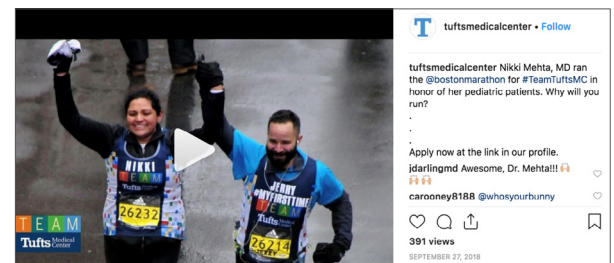 T
tuftsmedicalcenter • Follow
tuftsmedicalcenter Nikki Mehta, MD ran
the @bostonmarathon for #TeamTuftsMC in
honor of her pediatric patients. Why will you
run?
.
.
.
Apply now at the link in our profile.
jdarlingmd Awesome, Dr. Mehta!!! 🙌
🙌🙌
carooney8188 @whosyourbunny
391 views
SEPTEMBER 27, 2018
NIKKI
TEAM
Tufts
26232
JERRY
#MYFIRSTTIME
TEAM
Tufts
26214
TEAM
Tufts Medical
Center